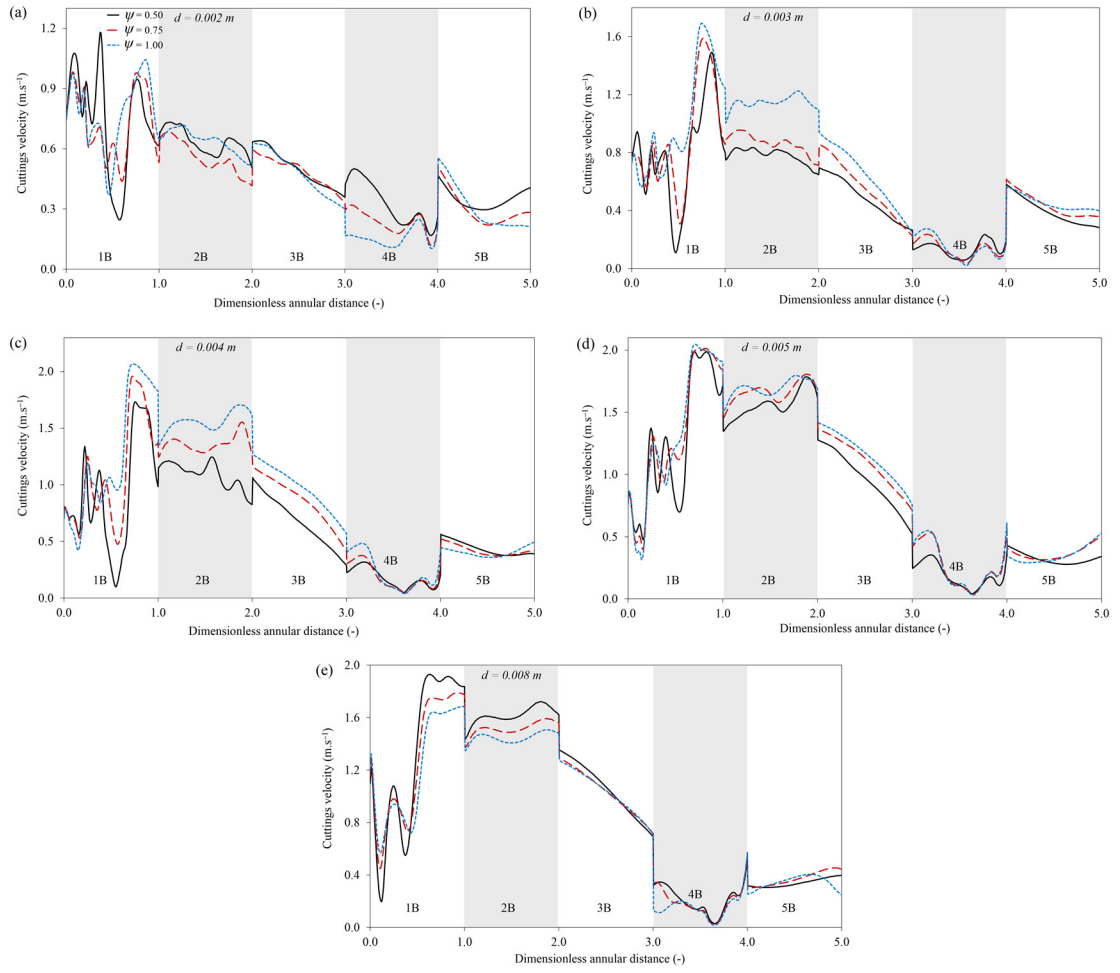 (a)
ψ = 0.50
ψ = 0.75
ψ = 1.00
d = 0.002 m
Cuttings velocity (m.s⁻¹)
1.2
0.9
0.6
0.3
0.0
1B
2B
3B
4B
5B
0.0 1.0 2.0 3.0 4.0 5.0
Dimensionless annular distance (-)
(b)
d = 0.003 m
Cuttings velocity (m.s⁻¹)
1.6
1.2
0.8
0.4
0.0
1B
2B
3B
4B
5B
0.0 1.0 2.0 3.0 4.0 5.0
Dimensionless annular distance (-)
(c)
d = 0.004 m
Cuttings velocity (m.s⁻¹)
2.0
1.5
1.0
0.5
0.0
1B
2B
3B
4B
5B
0.0 1.0 2.0 3.0 4.0 5.0
Dimensionless annular distance (-)
(d)
d = 0.005 m
Cuttings velocity (m.s⁻¹)
2.0
1.5
1.0
0.5
0.0
1B
2B
3B
4B
5B
0.0 1.0 2.0 3.0 4.0 5.0
Dimensionless annular distance (-)
(e)
d = 0.008 m
Cuttings velocity (m.s⁻¹)
2.0
1.6
1.2
0.8
0.4
0.0
1B
2B
3B
4B
5B
0.0 1.0 2.0 3.0 4.0 5.0
Dimensionless annular distance (-)